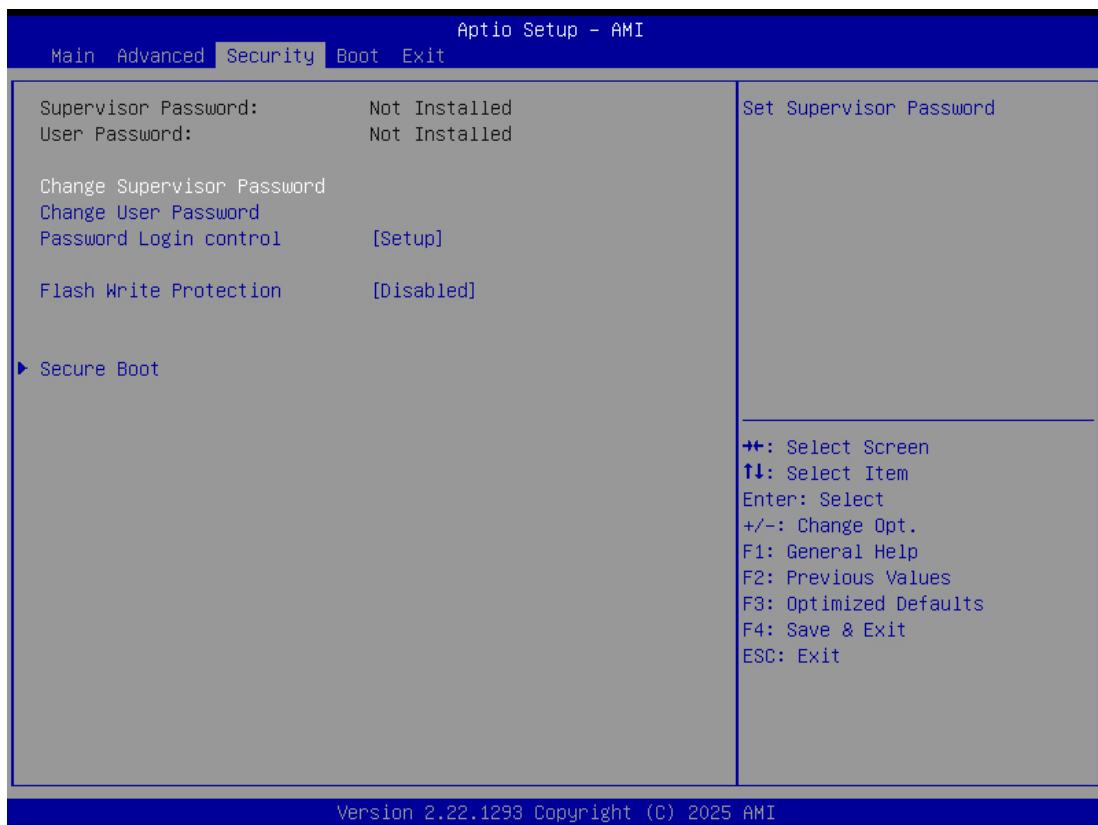 Aptio Setup – AMI
Main Advanced Security Boot Exit
Supervisor Password: Not Installed
User Password: Not Installed
Change Supervisor Password
Change User Password
Password Login control [Setup]
Flash Write Protection [Disabled]
Secure Boot
Set Supervisor Password
→←: Select Screen
↑↓: Select Item
Enter: Select
+/-: Change Opt.
F1: General Help
F2: Previous Values
F3: Optimized Defaults
F4: Save & Exit
ESC: Exit
Version 2.22.1293 Copyright (C) 2025 AMI